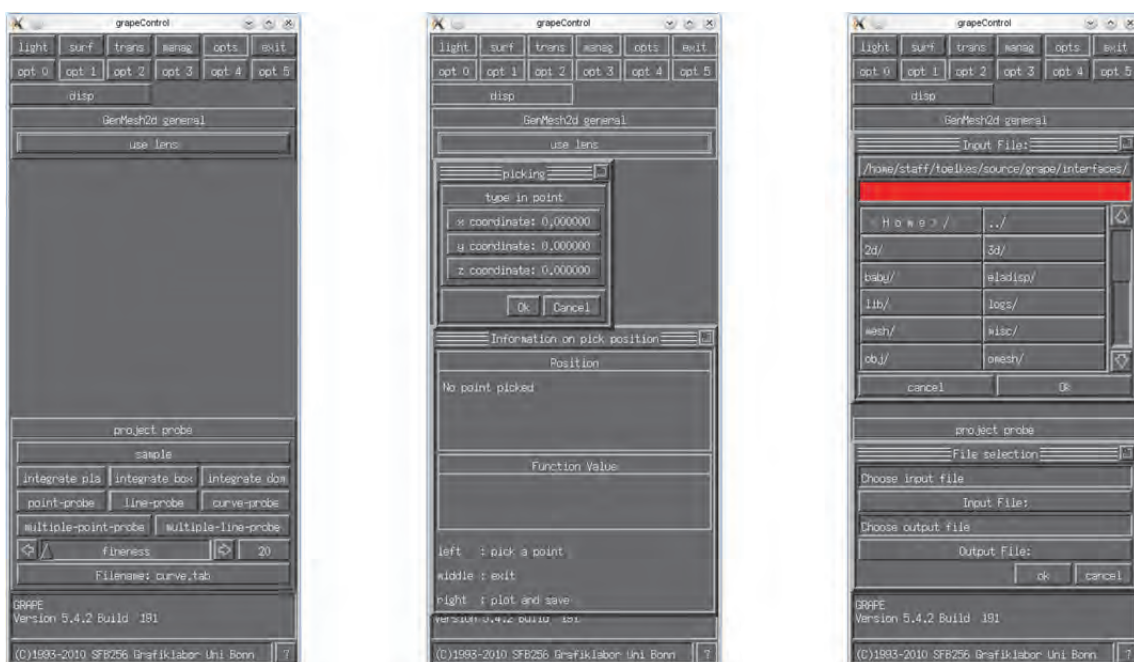 grapeControl
light surf trans manag opts exit
opt 0 opt 1 opt 2 opt 3 opt 4 opt 5
disp
GenMesh2d general
use lens
project probe
sample
integrate pla integrate box integrate dom
point-probe line-probe curve-probe
multiple-point-probe multiple-line-probe
fineness 20
Filename: curve.tab
GRAPE
Version 5.4.2 Build 191
(C)1993-2010 SFB256 Grafiklabor Uni Bonn ?
grapeControl
light surf trans manag opts exit
opt 0 opt 1 opt 2 opt 3 opt 4 opt 5
disp
GenMesh2d general
use lens
picking
type in point
x coordinate: 0.000000
y coordinate: 0.000000
z coordinate: 0.000000
Ok Cancel
Information on pick position
Position
No point picked
Function Value
left : pick a point
middle : exit
right : plot and save
Version 5.4.2 Build 191
(C)1993-2010 SFB256 Grafiklabor Uni Bonn ?
grapeControl
light surf trans manag opts exit
opt 0 opt 1 opt 2 opt 3 opt 4 opt 5
disp
GenMesh2d general
Input File:
/home/staff/toelkes/source/grape/interfaces/
<Home>/ ../
2d/ 3d/
baby/ eladisp/
lib/ logs/
mesh/ misc/
obj/ omesh/
cancel Ok
project probe
File selection
Choose input file
Input File:
Choose output file
Output File:
ok cancel
GRAPE
Version 5.4.2 Build 191
(C)1993-2010 SFB256 Grafiklabor Uni Bonn ?